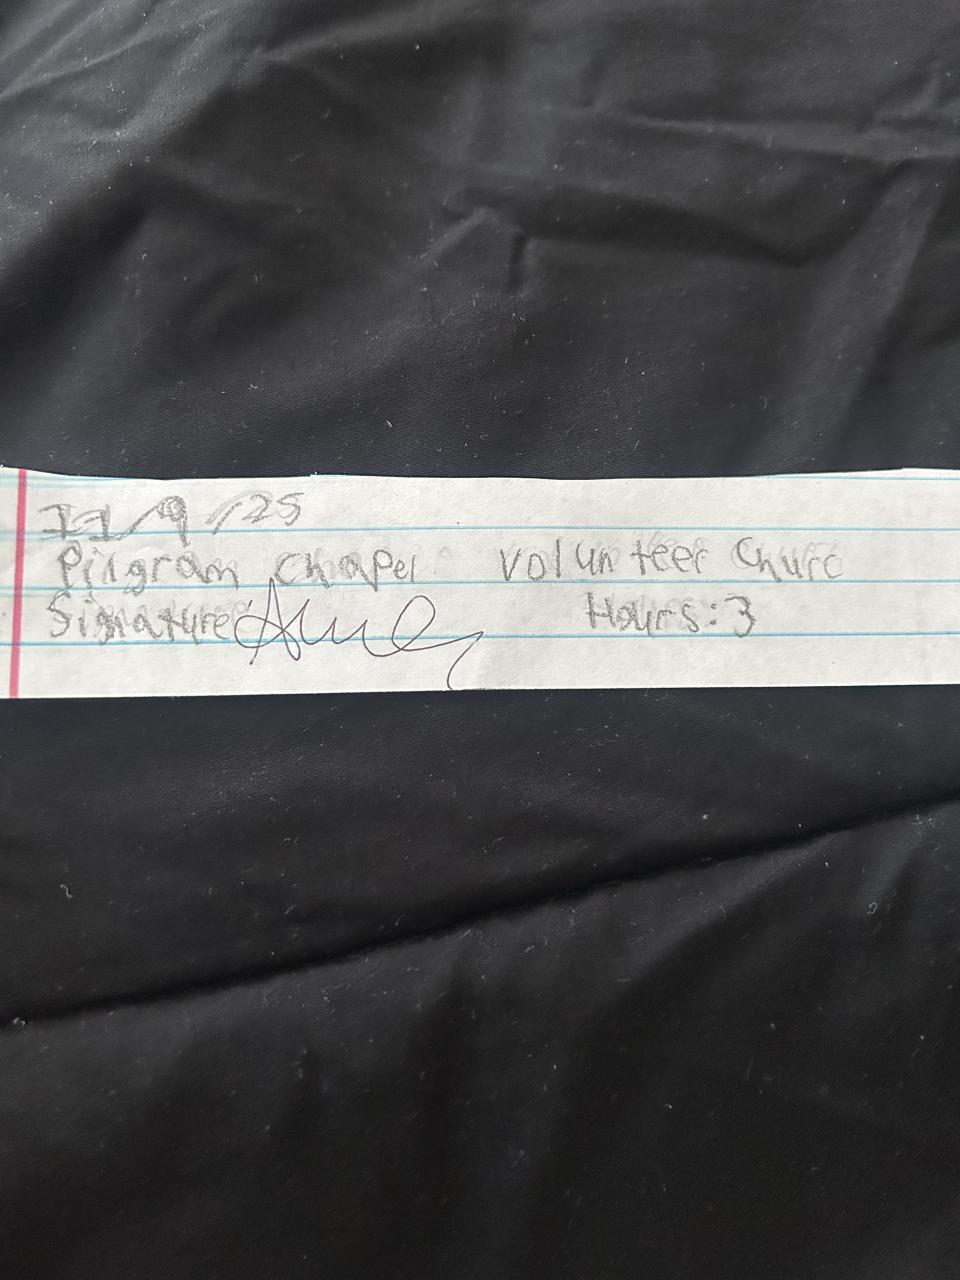 11/9/25
Pilgram Chapel Volunteer Churc
Signature: Hours: 3